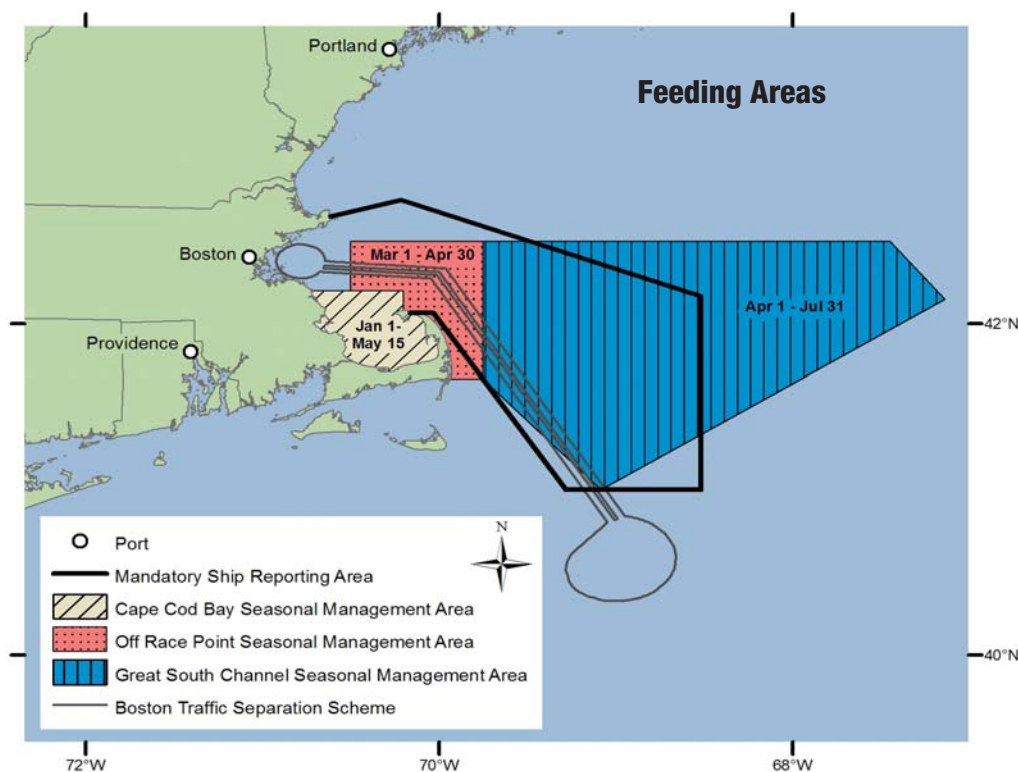 Portland
Feeding Areas
Boston
Mar 1 - Apr 30
Apr 1 - Jul 31
42°N
Jan 1-
May 15
Providence
N
Port
Mandatory Ship Reporting Area
Cape Cod Bay Seasonal Management Area
Off Race Point Seasonal Management Area
Great South Channel Seasonal Management Area
40°N
Boston Traffic Separation Scheme
72°W
70°W
68°W